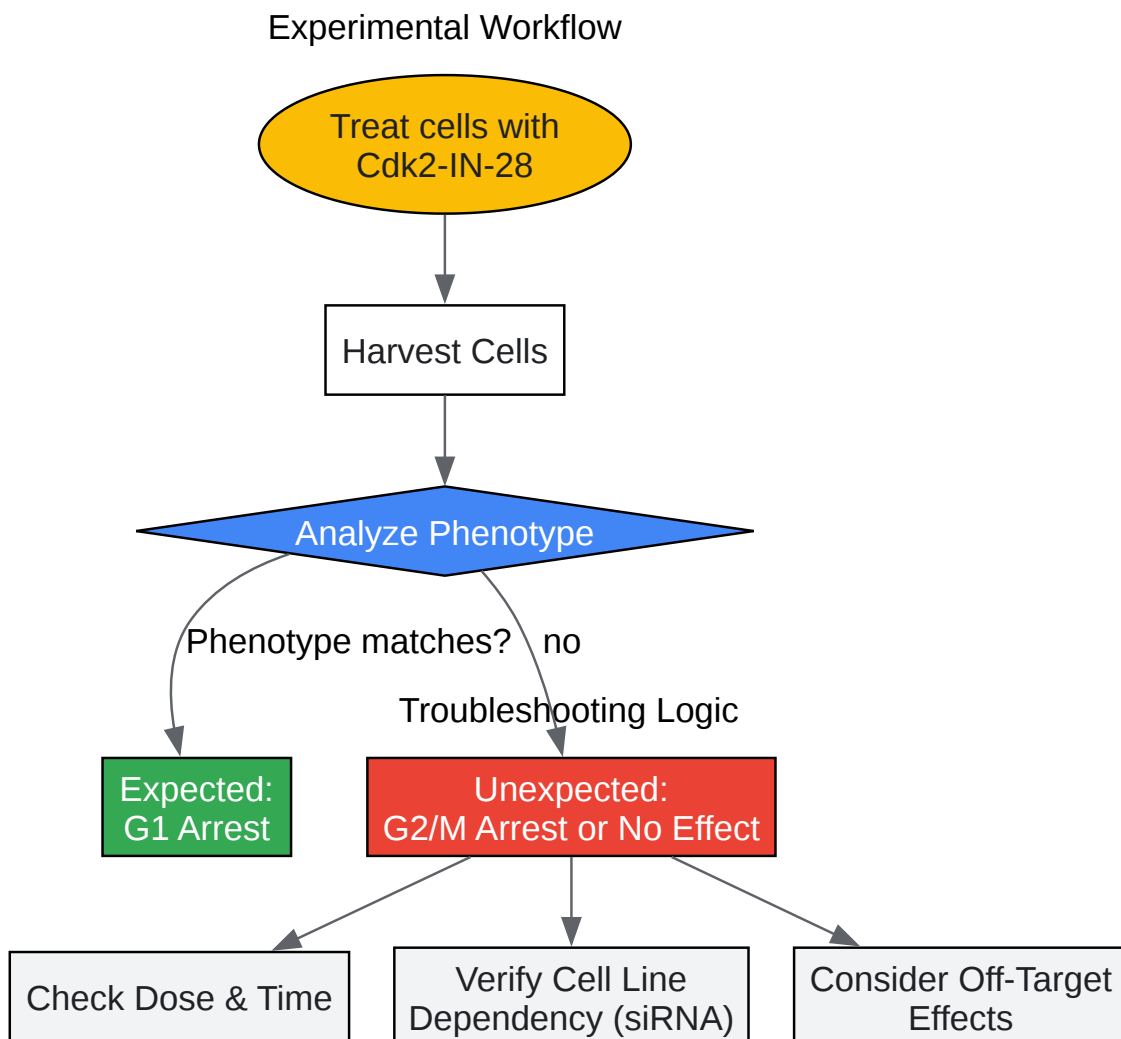 Experimental Workflow
Treat cells with
Cdk2-IN-28
Harvest Cells
Analyze Phenotype
Phenotype matches?
no
Troubleshooting Logic
Expected:
G1 Arrest
Unexpected:
G2/M Arrest or No Effect
Check Dose & Time
Verify Cell Line
Dependency (siRNA)
Consider Off-Target
Effects